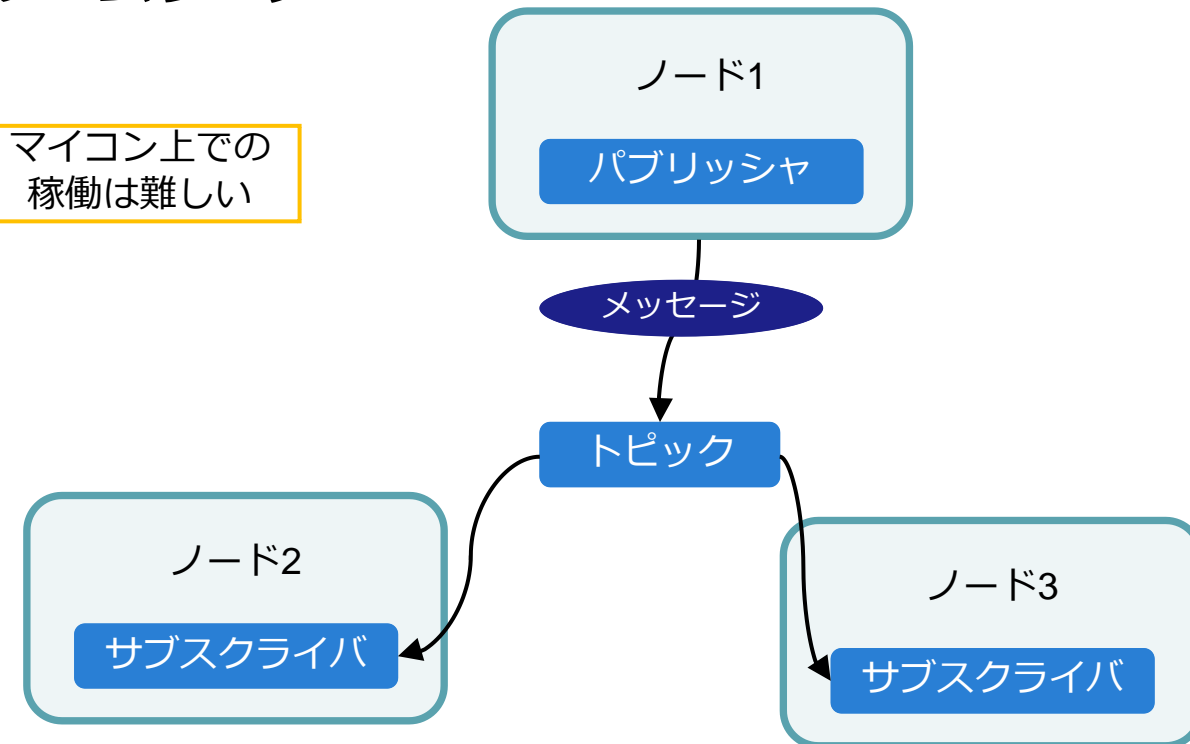 ノード1
パブリッシャ
マイコン上での
稼働は難しい
メッセージ
トピック
ノード2
サブスクライバ
ノード3
サブスクライバ